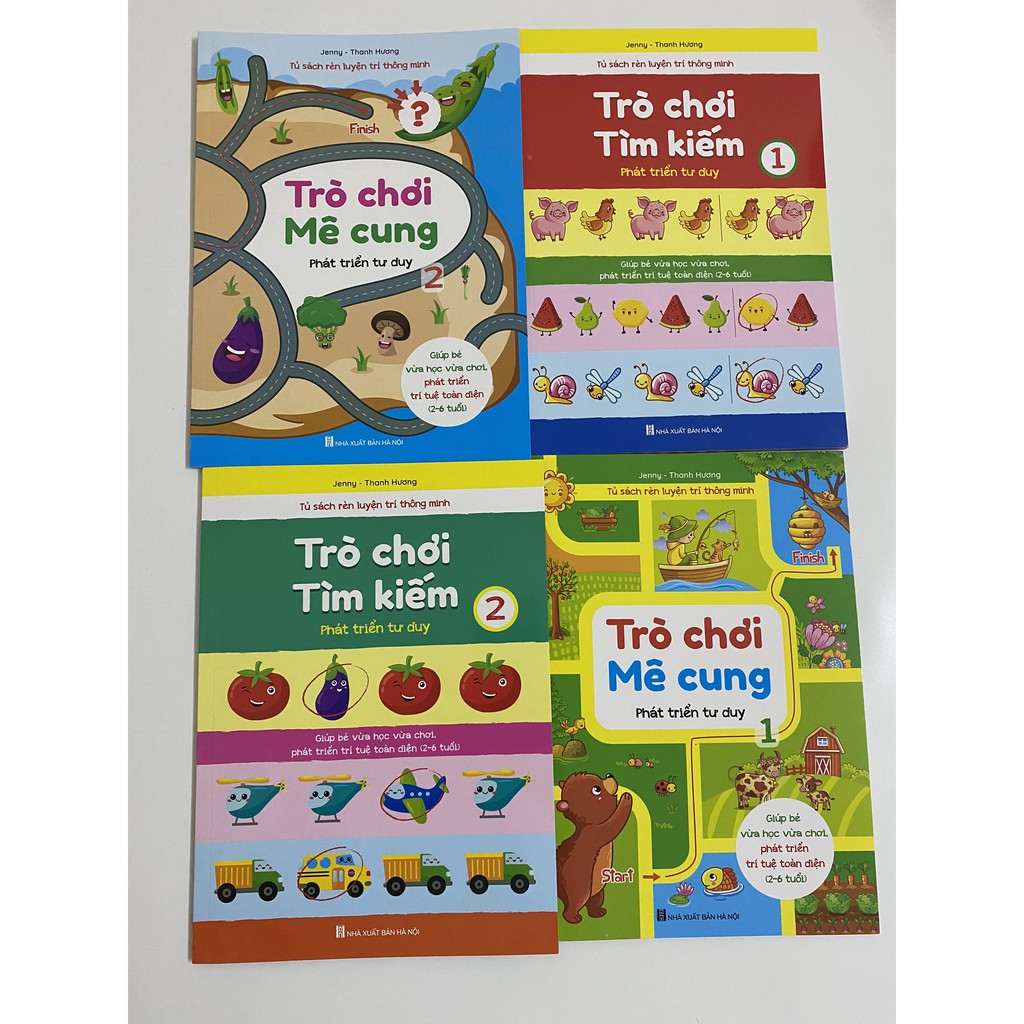 Jenny - Thanh Hương
Tủ sách rèn luyện trí thông minh
?
Finish
Trò chơi
Mê cung
Phát triển tư duy
2
Giúp bé
vừa học vừa chơi,
phát triển
trí tuệ toàn diện
(2-6 tuổi)
NHÀ XUẤT BẢN HÀ NỘI
Jenny - Thanh Hương
Tủ sách rèn luyện trí thông minh
Trò chơi
Tìm kiếm
1
Phát triển tư duy
Giúp bé vừa học vừa chơi,
phát triển trí tuệ toàn diện (2-6 tuổi)
NHÀ XUẤT BẢN HÀ NỘI
Jenny - Thanh Hương
Tủ sách rèn luyện trí thông minh
Trò chơi
Tìm kiếm
2
Phát triển tư duy
Giúp bé vừa học vừa chơi,
phát triển trí tuệ toàn diện (2-6 tuổi)
NHÀ XUẤT BẢN HÀ NỘI
Jenny - Thanh Hương
Tủ sách rèn luyện trí thông minh
Finish
Trò chơi
Mê cung
Phát triển tư duy
1
Giúp bé
vừa học vừa chơi,
phát triển
trí tuệ toàn diện
(2-6 tuổi)
Start
NHÀ XUẤT BẢN HÀ NỘI